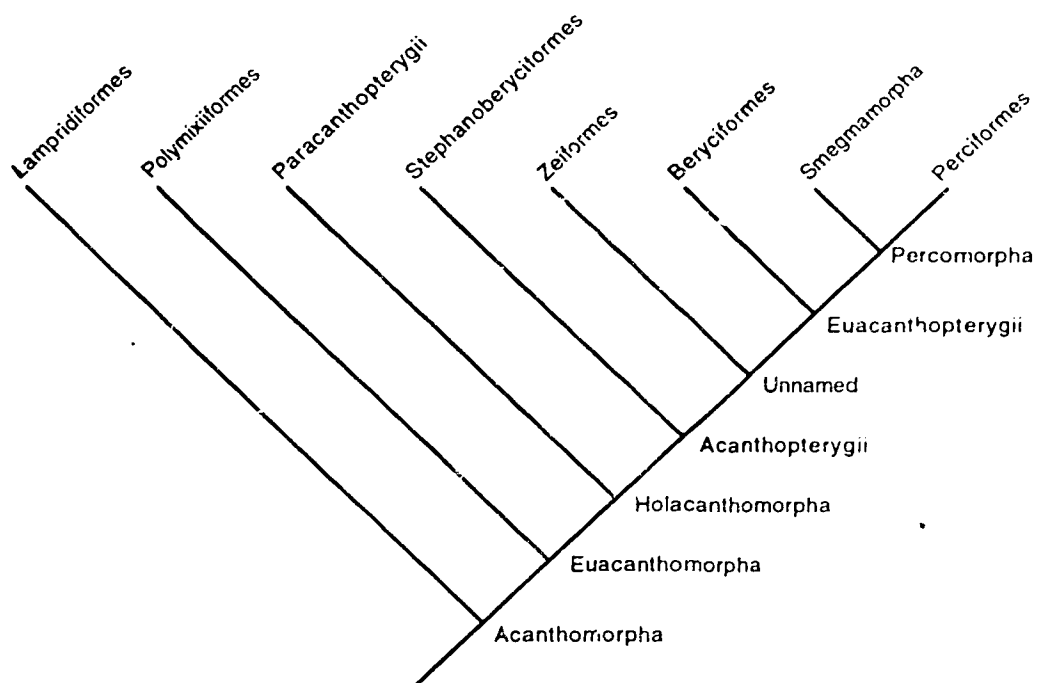 Lampridiformes
Polymixiiformes
Paracanthopterygii
Stephanoberyciformes
Zeiformes
Beryciformes
Smegmamorpha
Perciformes
Percomorpha
Euacanthopterygii
Unnamed
Acanthopterygii
Holacanthomorpha
Euacanthomorpha
Acanthomorpha